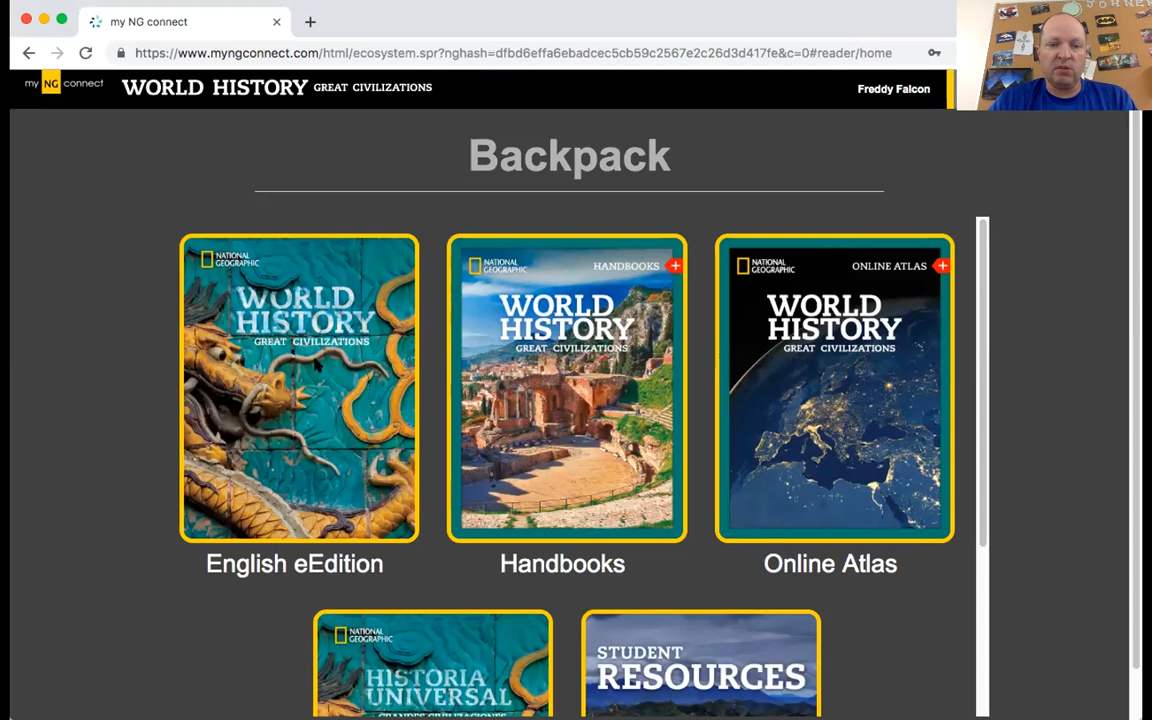 my NG connect
https://www.myngconnect.com/html/ecosystem.spr?nghash=dfbd6effa6ebadcec5cb59c2567e2c26d3d417fe&c=0#reader/home
my NG connect WORLD HISTORY GREAT CIVILIZATIONS
Freddy Falcon
Backpack
NATIONAL
GEOGRAPHIC
WORLD
HISTORY
GREAT CIVILIZATIONS
English eEdition
NATIONAL
GEOGRAPHIC
HANDBOOKS +
WORLD
HISTORY
GREAT CIVILIZATIONS
Handbooks
NATIONAL
GEOGRAPHIC
ONLINE ATLAS +
WORLD
HISTORY
GREAT CIVILIZATIONS
Online Atlas
NATIONAL
GEOGRAPHIC
HISTORIA
UNIVERSAL
GRANDES CIVILIZACIONES
STUDENT
RESOURCES